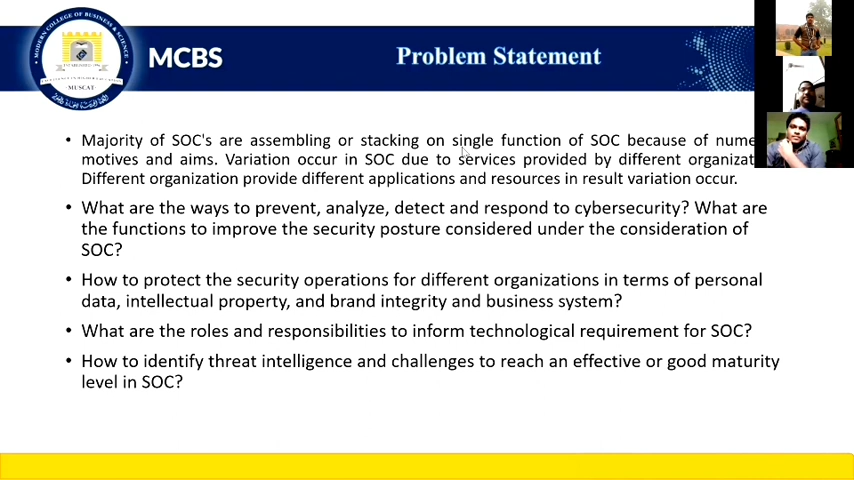 MODERN COLLEGE OF BUSINESS & SCIENCE
MUSCAT
MCBS
Problem Statement
• Majority of SOC's are assembling or stacking on single function of SOC because of
motives and aims. Variation occur in SOC due to services provided by different
Different organization provide different applications and resources in result variation occur.
• What are the ways to prevent, analyze, detect and respond to cybersecurity? What are
the functions to improve the security posture considered under the consideration of
SOC?
• How to protect the security operations for different organizations in terms of personal
data, intellectual property, and brand integrity and business system?
• What are the roles and responsibilities to inform technological requirement for SOC?
• How to identify threat intelligence and challenges to reach an effective or good maturity
level in SOC?